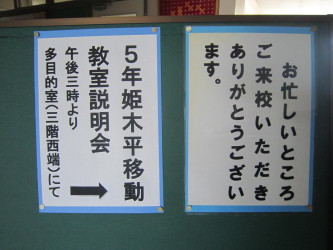 お忙しいところ
ご来校いただき
ありがとうござい
ます。
５年姫木平移動
教室説明会
午後三時より
多目的室(三階西端)にて